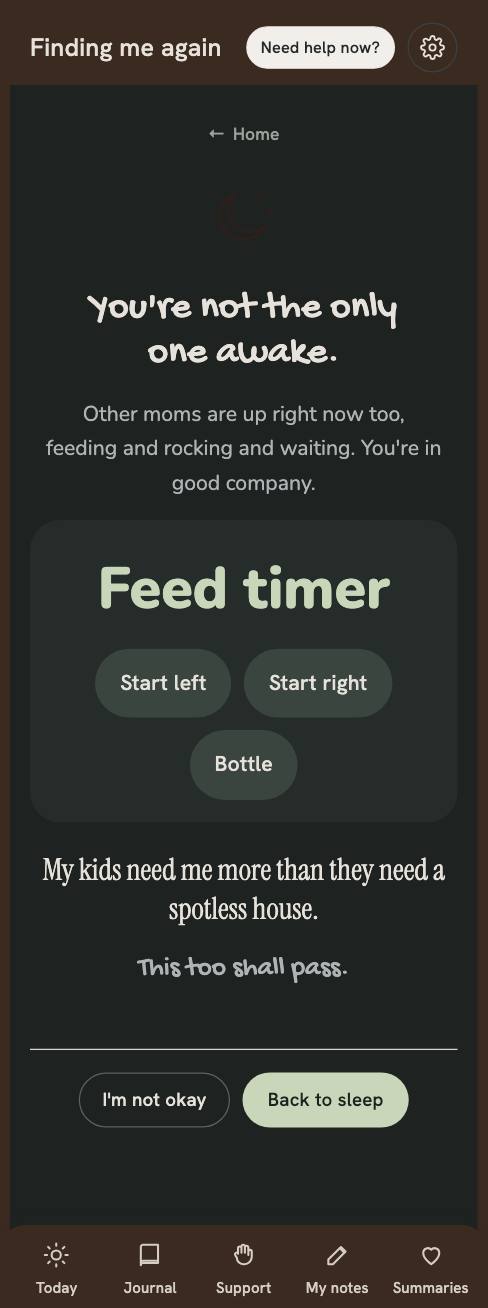 Finding me again
Need help now?
← Home
You're not the only
one awake.
Other moms are up right now too,
feeding and rocking and waiting. You're in
good company.
Feed timer
Start left
Start right
Bottle
My kids need me more than they need a
spotless house.
This too shall pass.
I'm not okay
Back to sleep
Today
Journal
Support
My notes
Summaries